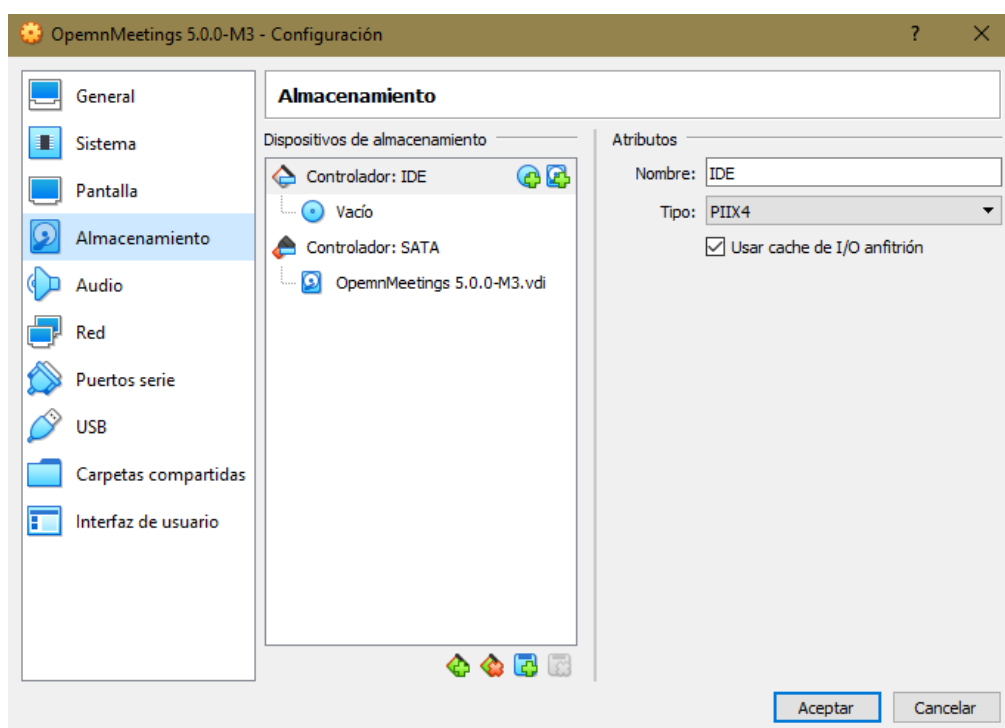 OpemnMeetings 5.0.0-M3 - Configuración
?
General
Sistema
Pantalla
Almacenamiento
Audio
Red
Puertos serie
USB
Carpetas compartidas
Interfaz de usuario
Almacenamiento
Dispositivos de almacenamiento
Controlador: IDE
Vacío
Controlador: SATA
OpemnMeetings 5.0.0-M3.vdi
Atributos
Nombre: IDE
Tipo: PIIX4
Usar cache de I/O anfitrión
Aceptar
Cancelar